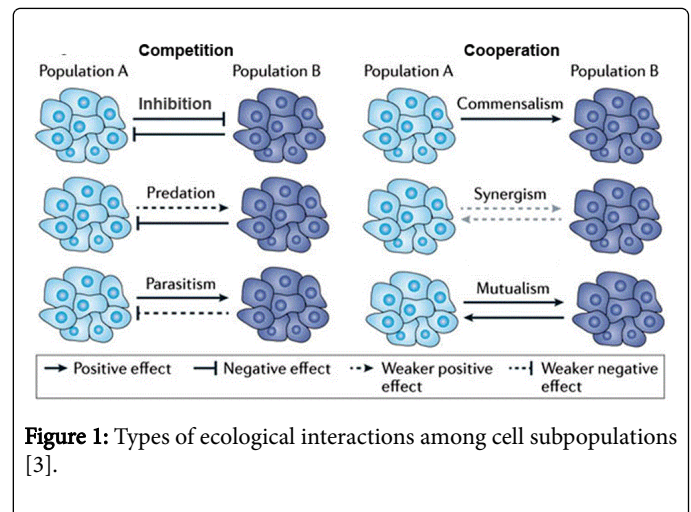 Competition
Cooperation
Population A
Population B
Population A
Population B
Inhibition
Commensalism
Predation
Synergism
Parasitism
Mutualism
Positive effect
Negative effect
Weaker positive
effect
Weaker negative
effect
Figure 1: Types of ecological interactions among cell subpopulations
[3].